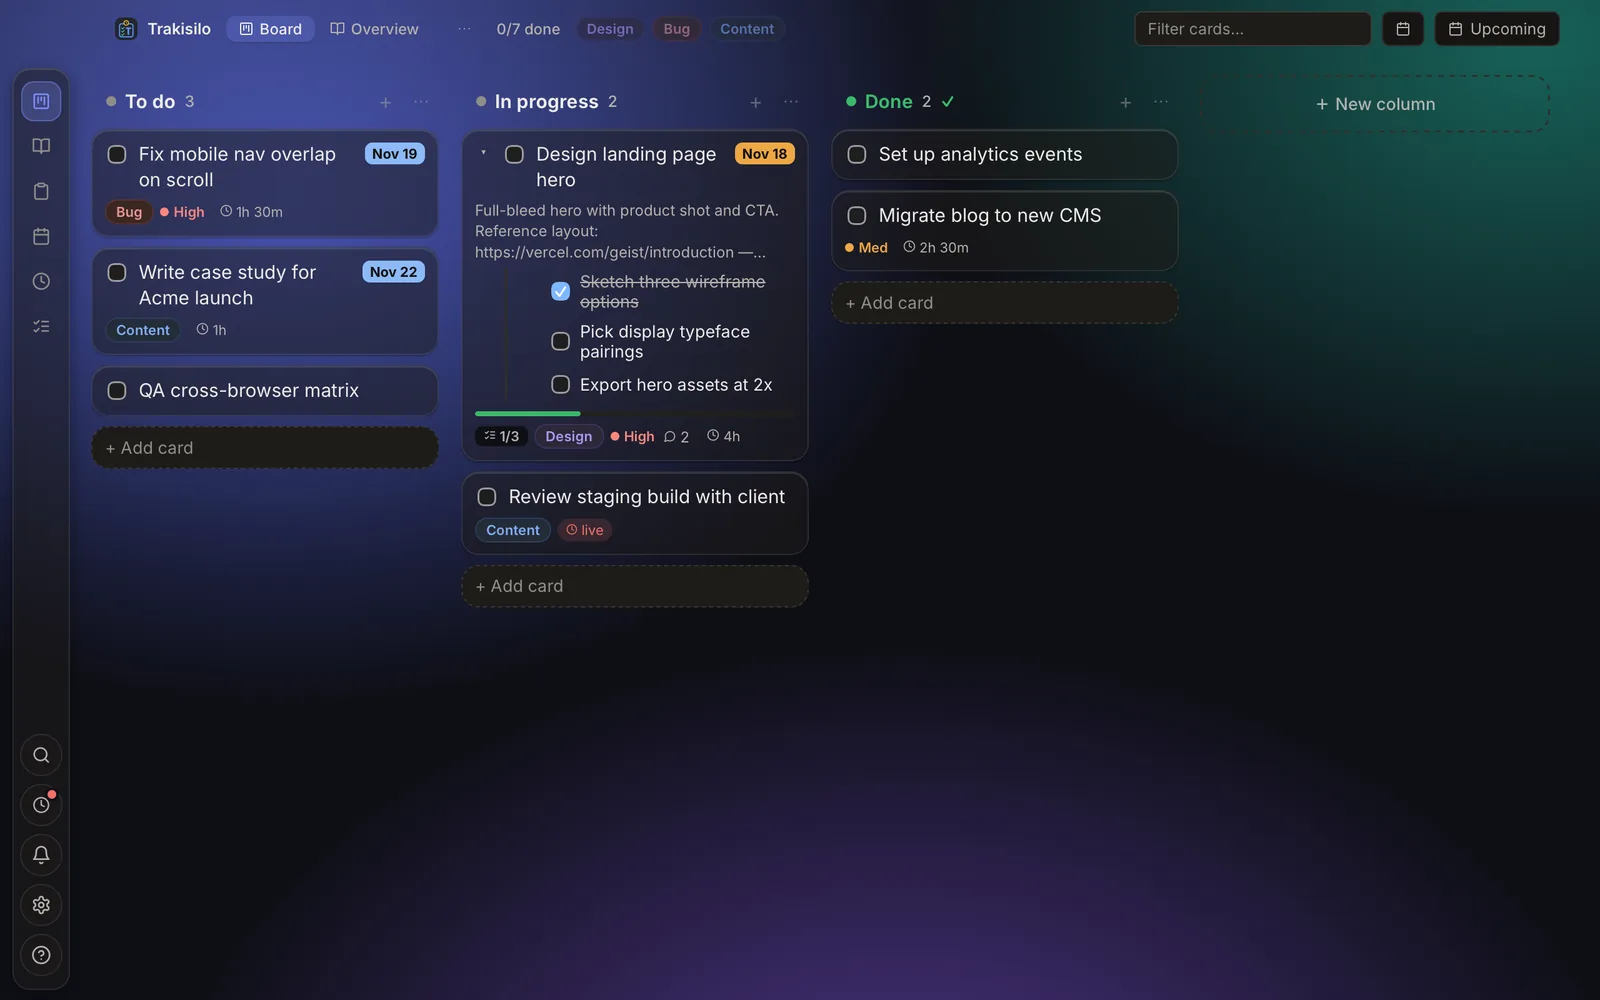 Trakisilo
Board
Overview
...
0/7 done
Design
Bug
Content
Filter cards...
Upcoming
To do 3
+ ...
Fix mobile nav overlap
on scroll
Nov 19
Bug
High
1h 30m
Write case study for
Acme launch
Nov 22
Content
1h
QA cross-browser matrix
+ Add card
In progress 2
+ ...
Design landing page
hero
Nov 18
Full-bleed hero with product shot and CTA.
Reference layout:
https://vercel.com/geist/introduction —...
Sketch three wireframe
options
Pick display typeface
pairings
Export hero assets at 2x
1/3
Design
High
2
4h
Review staging build with client
Content
live
+ Add card
Done 2
+ ...
Set up analytics events
Migrate blog to new CMS
Med
2h 30m
+ Add card
+ New column